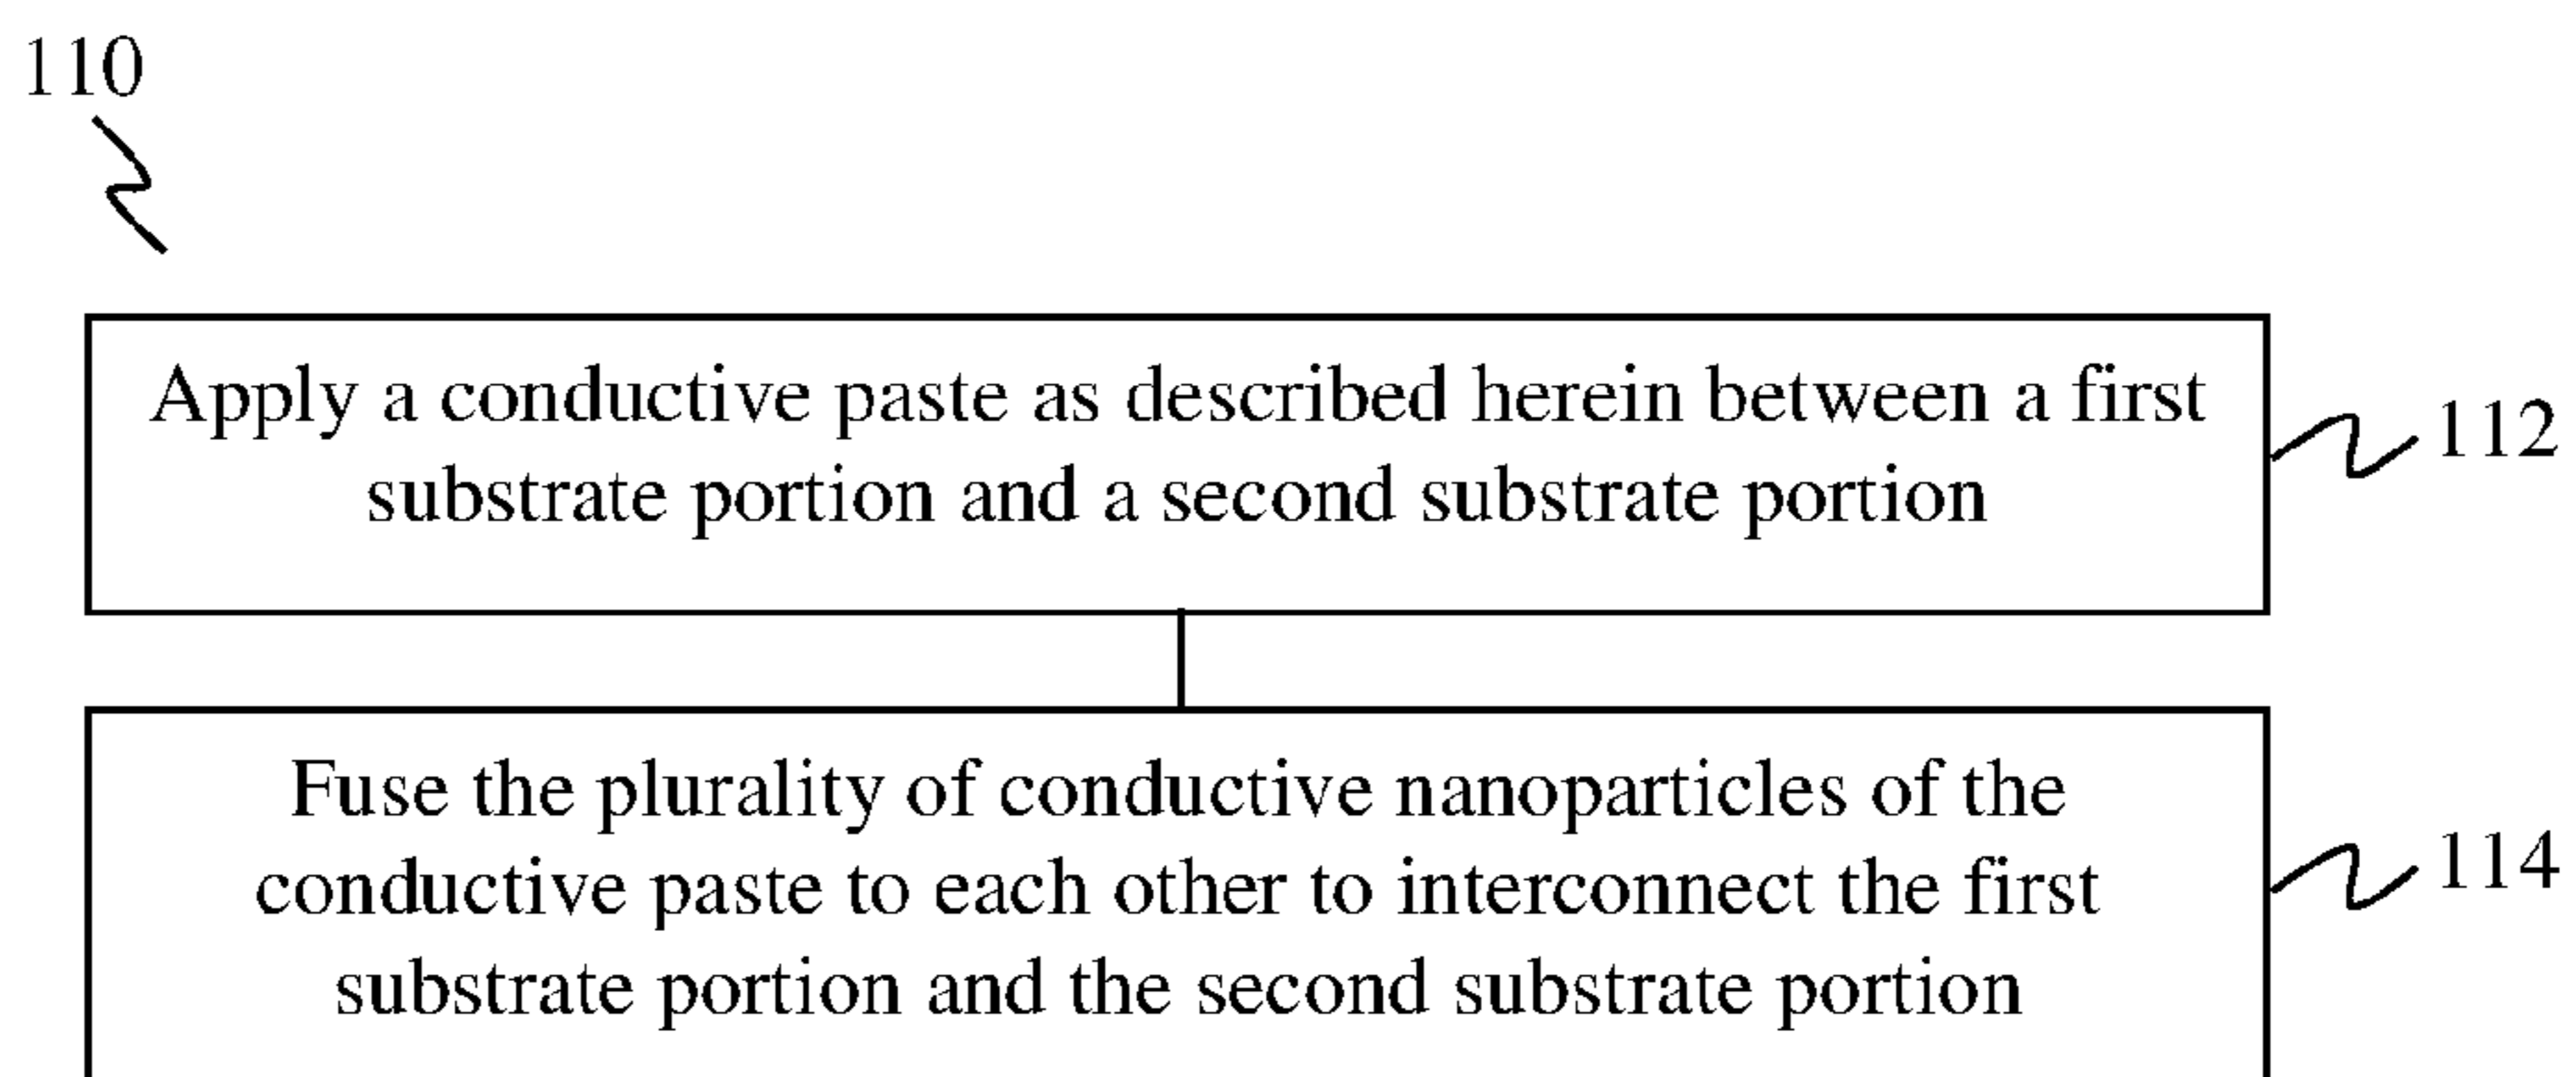 110
Apply a conductive paste as described herein between a first
substrate portion and a second substrate portion
112
Fuse the plurality of conductive nanoparticles of the
conductive paste to each other to interconnect the first
substrate portion and the second substrate portion
114